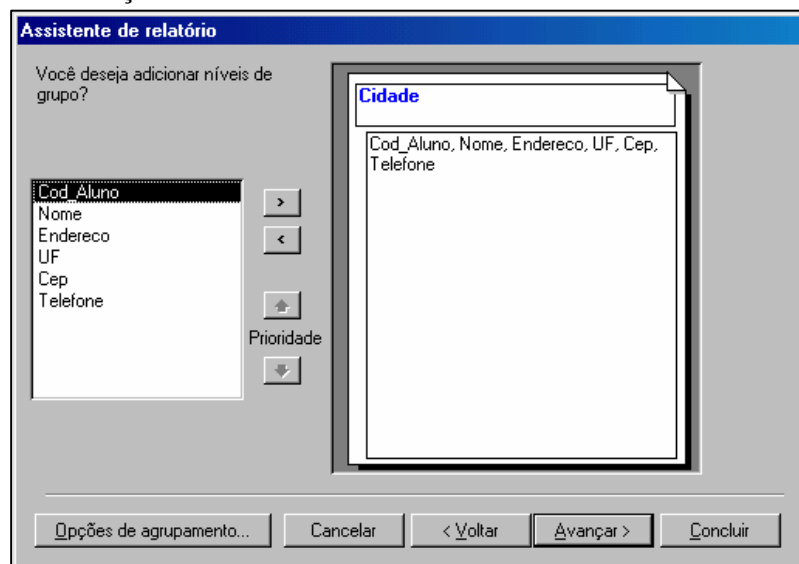 Assistente de relatório
Você deseja adicionar níveis de
grupo?
Cod_Aluno
Nome
Endereco
UF
Cep
Telefone
>
<
Prioridade
Cidade
Cod_Aluno, Nome, Endereco, UF, Cep,
Telefone
Opções de agrupamento...
Cancelar
< Voltar
Avançar >
Concluir